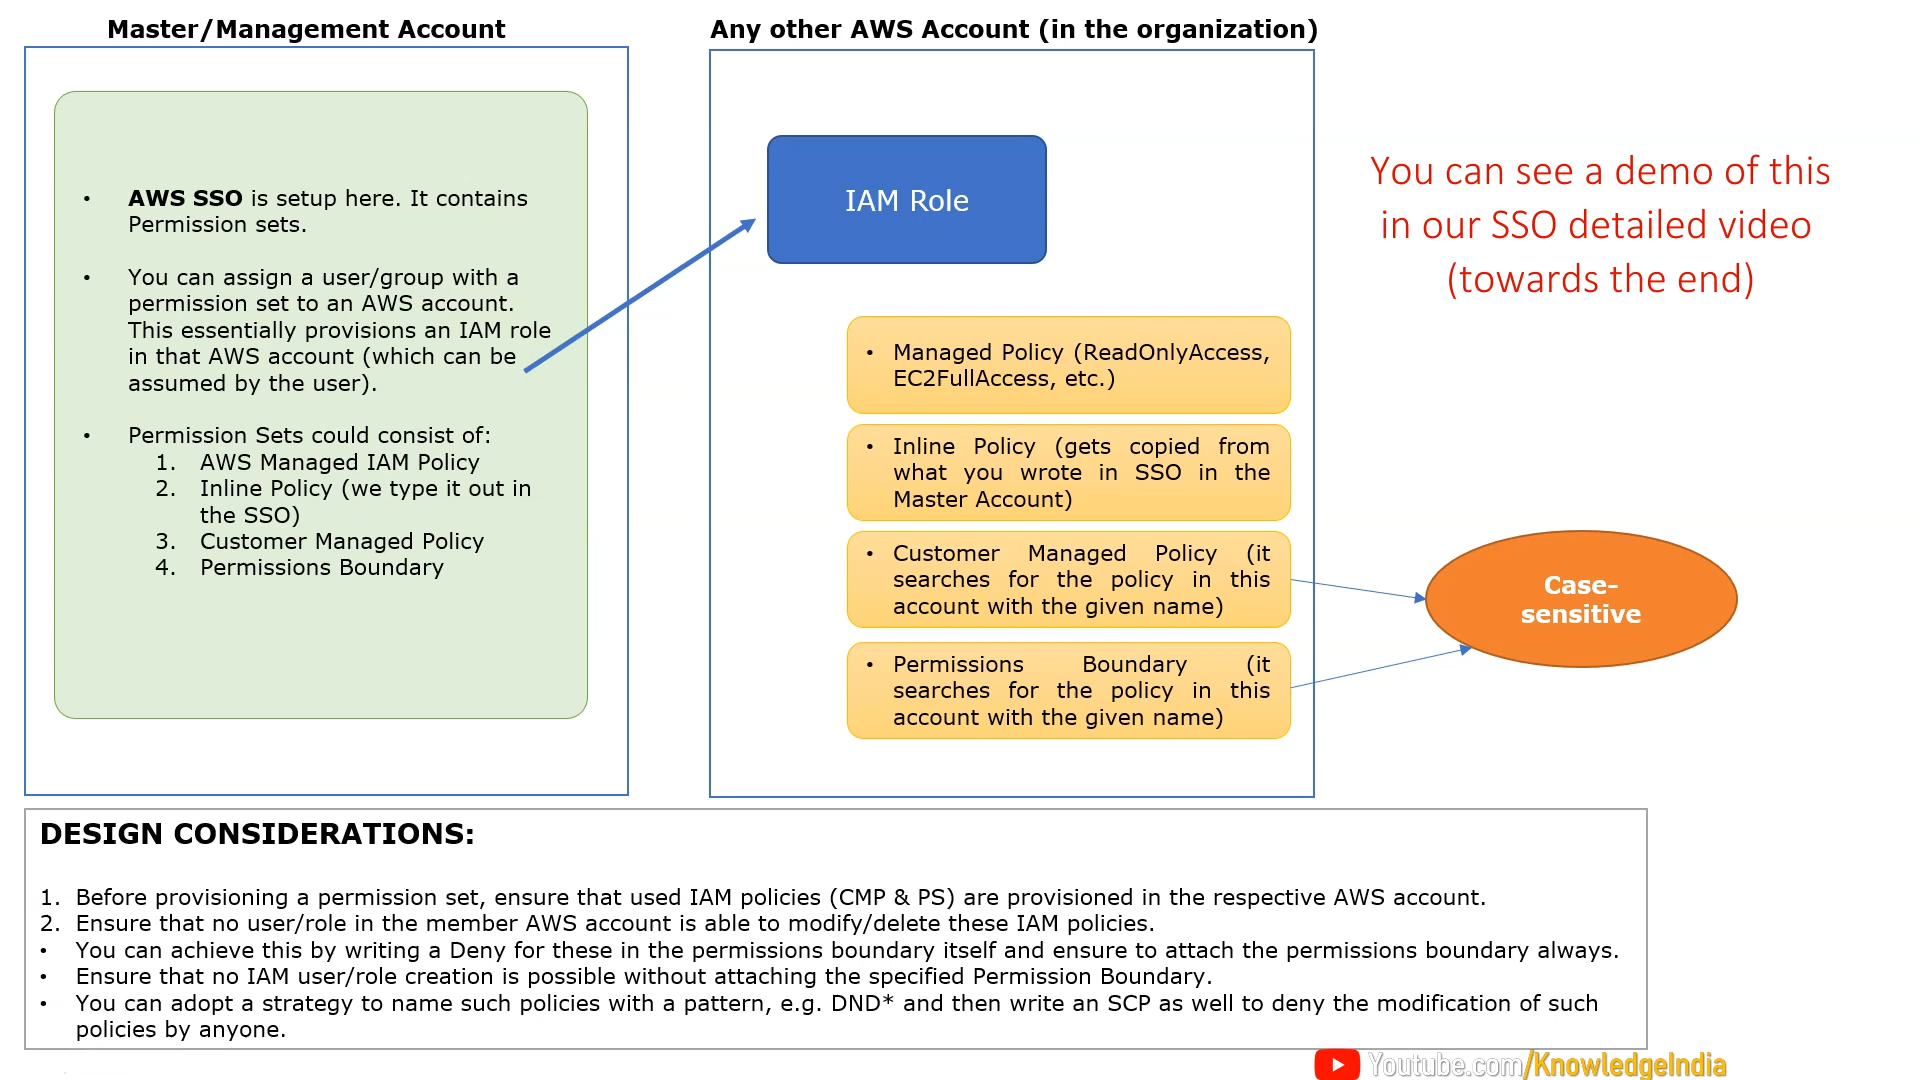 Master/Management Account
• AWS SSO is setup here. It contains
Permission sets.
• You can assign a user/group with a
permission set to an AWS account.
This essentially provisions an IAM role
in that AWS account (which can be
assumed by the user).
• Permission Sets could consist of:
1. AWS Managed IAM Policy
2. Inline Policy (we type it out in
the SSO)
3. Customer Managed Policy
4. Permissions Boundary
Any other AWS Account (in the organization)
IAM Role
• Managed Policy (ReadOnlyAccess,
EC2FullAccess, etc.)
• Inline Policy (gets copied from
what you wrote in SSO in the
Master Account)
• Customer Managed Policy (it
searches for the policy in this
account with the given name)
• Permissions Boundary (it
searches for the policy in this
account with the given name)
You can see a demo of this
in our SSO detailed video
(towards the end)
Case–
sensitive
DESIGN CONSIDERATIONS:
1. Before provisioning a permission set, ensure that used IAM policies (CMP & PS) are provisioned in the respective AWS account.
2. Ensure that no user/role in the member AWS account is able to modify/delete these IAM policies.
• You can achieve this by writing a Deny for these in the permissions boundary itself and ensure to attach the permissions boundary always.
• Ensure that no IAM user/role creation is possible without attaching the specified Permission Boundary.
• You can adopt a strategy to name such policies with a pattern, e.g. DND* and then write an SCP as well to deny the modification of such
policies by anyone.
Youtube.com/KnowledgeIndia